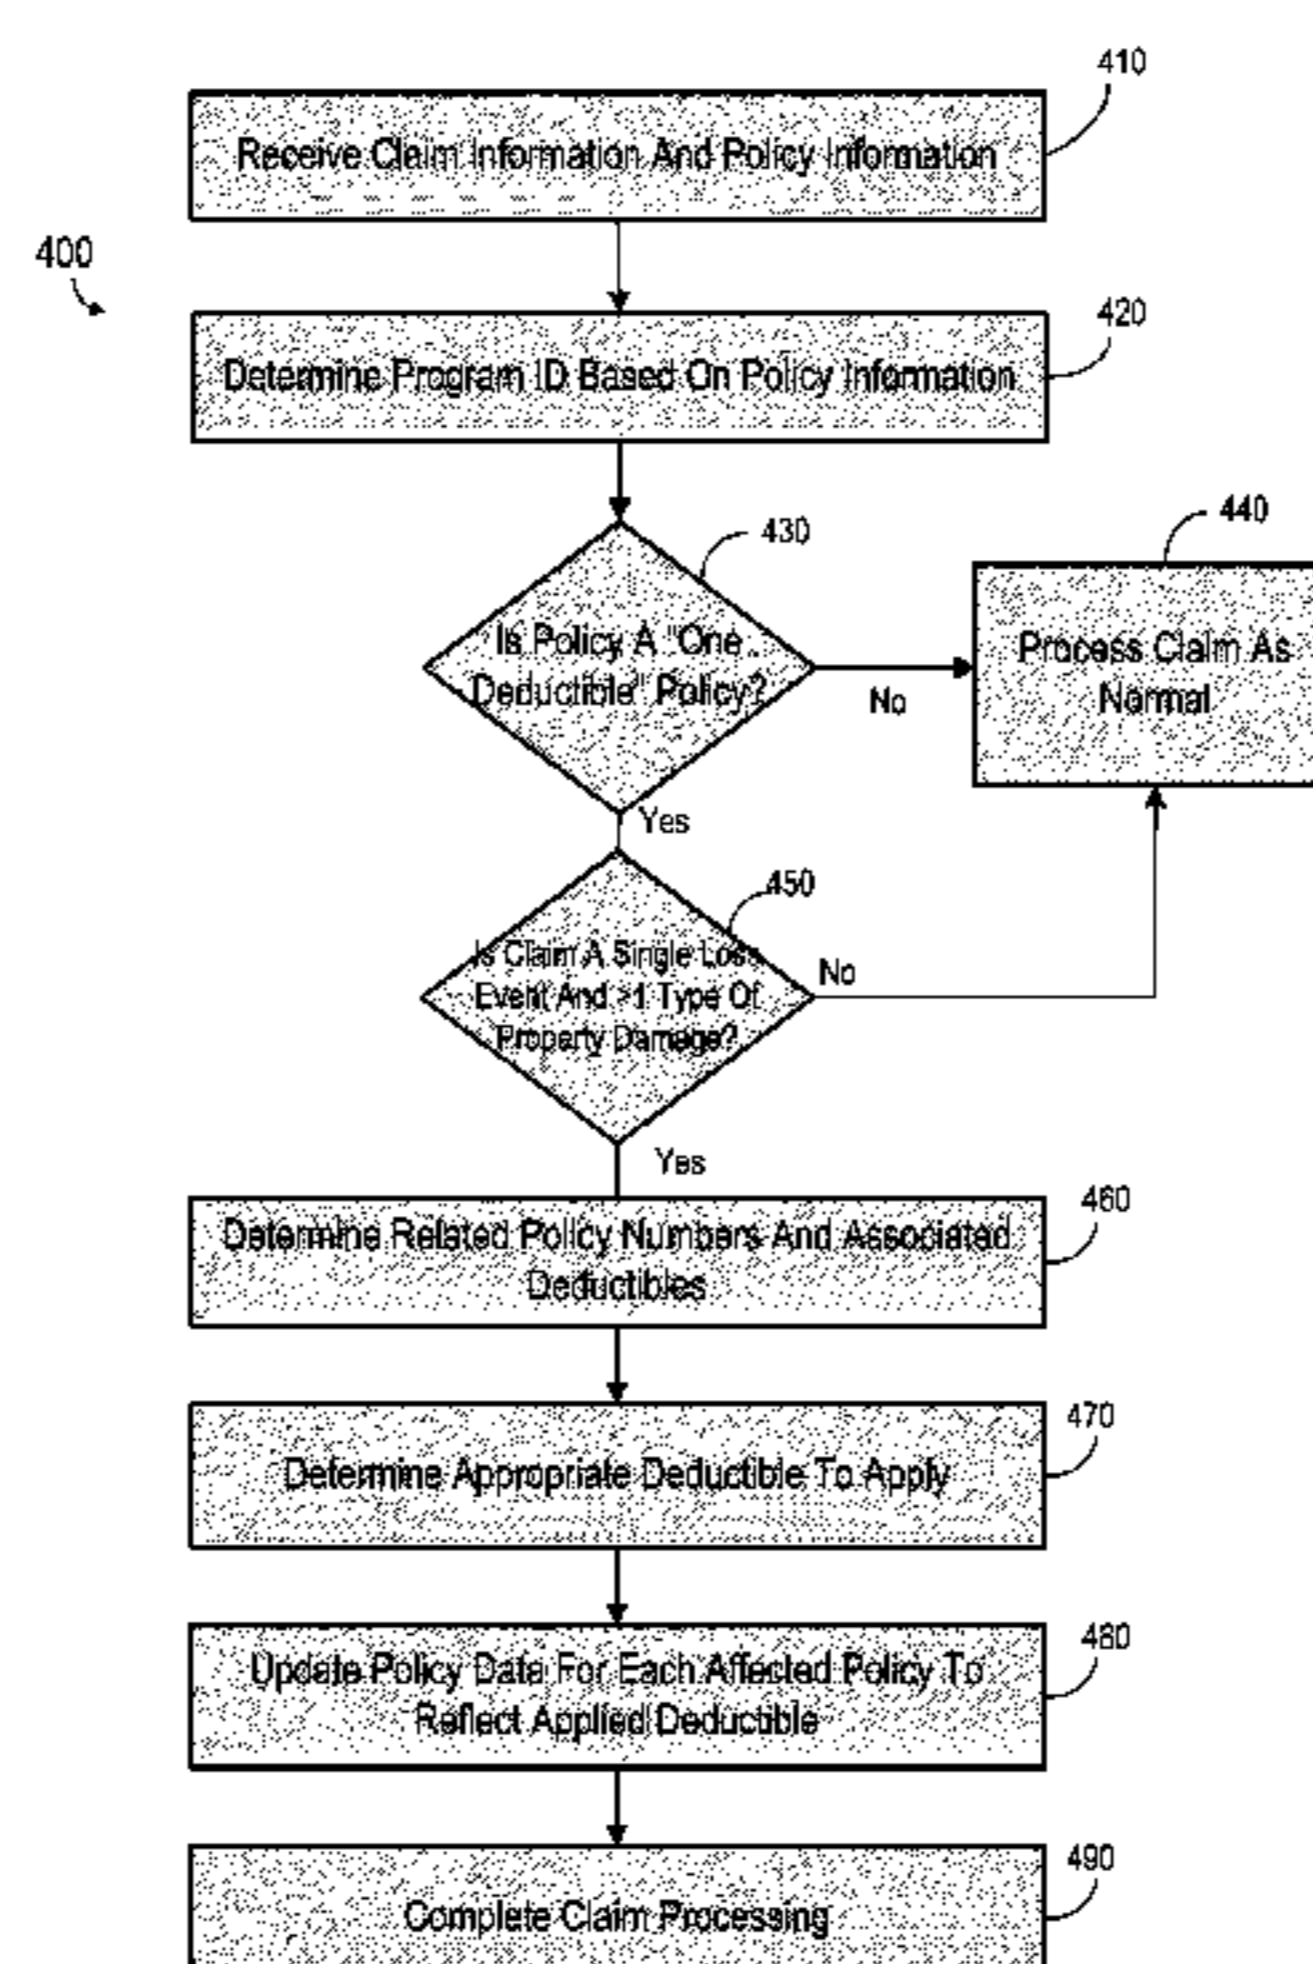 410
Receive Claim Information And Policy Information
400
420
Determine Program ID Based On Policy Information
430
440
Is Policy A "One
Deductible" Policy?
No
Process Claim As
Normal
Yes
450
Is Claim A Single Loss
Event And >1 Type Of
Property Damage?
No
Yes
460
Determine Related Policy Numbers And Associated
Deductibles
470
Determine Appropriate Deductible To Apply
480
Update Policy Data For Each Affected Policy To
Reflect Applied Deductible
490
Complete Claim Processing